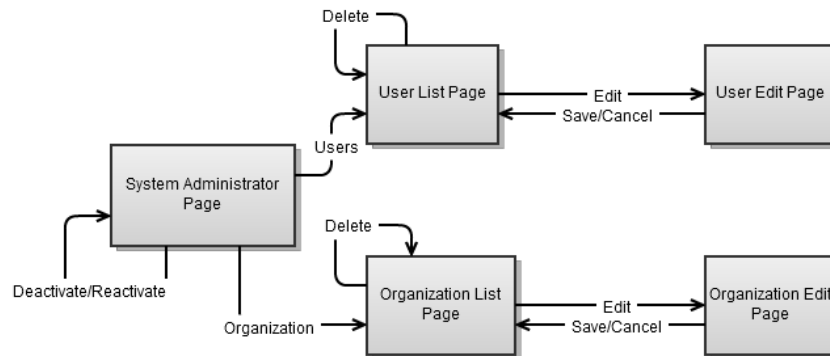 Delete
User List Page
Edit
User Edit Page
Save/Cancel
Users
System Administrator
Page
Deactivate/Reactivate
Delete
Organization List
Page
Organization
Edit
Organization Edit
Page
Save/Cancel